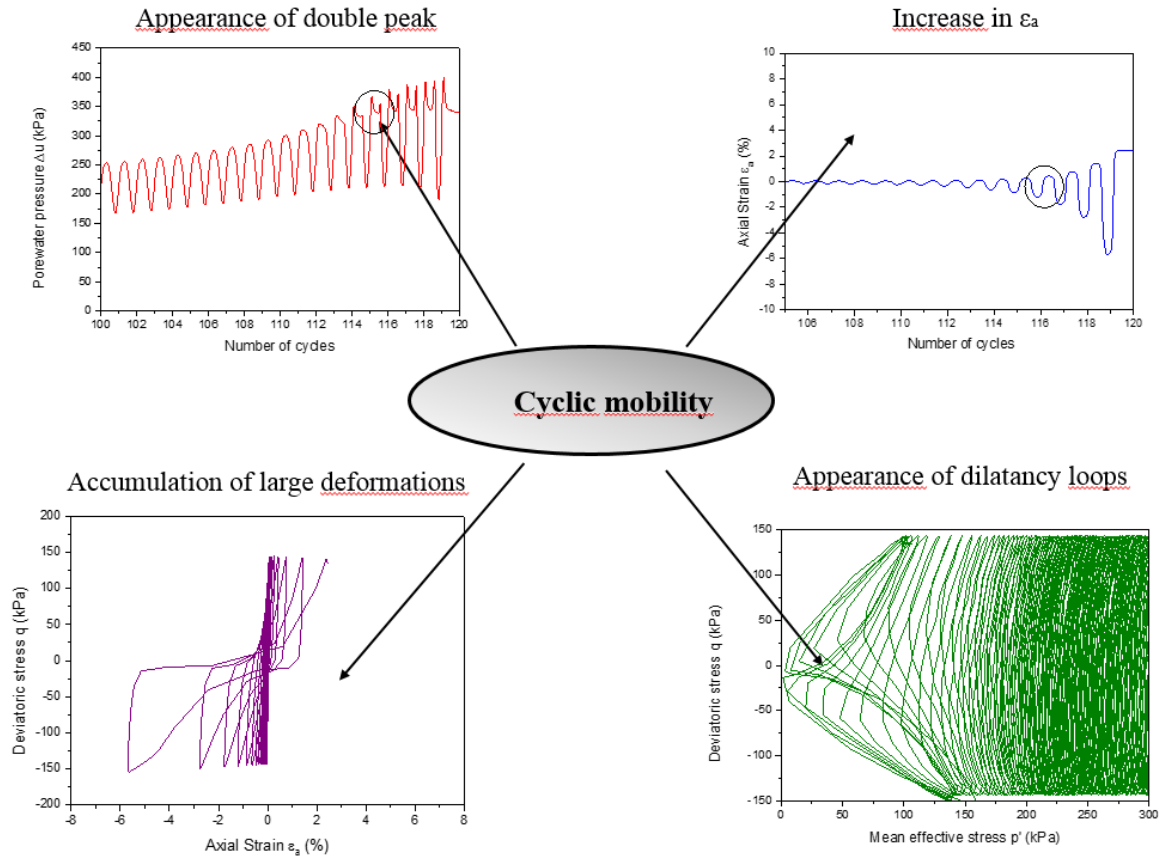 Appearance of double peak
450
400
350
300
250
200
150
100
50
0
Porewater pressure Δu (kPa)
100 102 104 106 108 110 112 114 116 118 120
Number of cycles
Increase in εa
10
8
6
4
2
0
-2
-4
-6
-8
-10
Axial Strain εa (%)
106 108 110 112 114 116 118 120
Number of cycles
Cyclic mobility
Accumulation of large deformations
200
150
100
50
0
-50
-100
-150
-200
Deviatoric stress q (kPa)
-8 -6 -4 -2 0 2 4 6 8
Axial Strain εa (%)
Appearance of dilatancy loops
150
100
50
0
-50
-100
-150
Deviatoric stress q (kPa)
0 50 100 150 200 250 300
Mean effective stress p' (kPa)